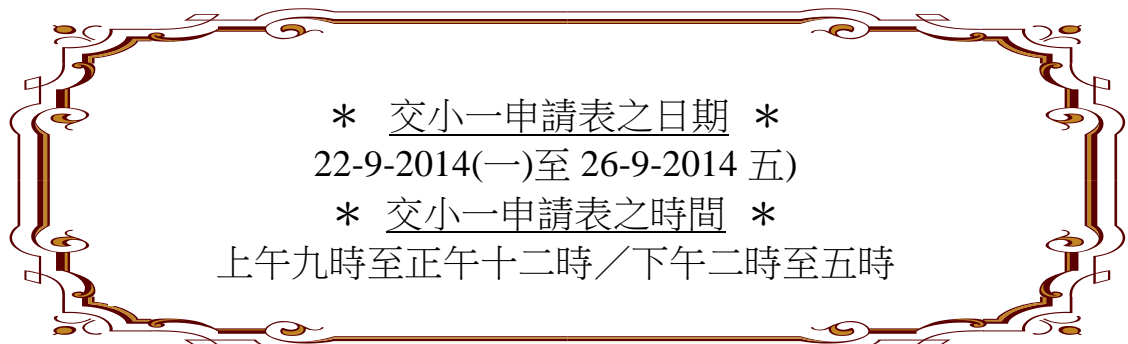 ＊ 交小一申請表之日期 ＊
22-9-2014(一)至 26-9-2014 五)
＊ 交小一申請表之時間 ＊
上午九時至正午十二時／下午二時至五時